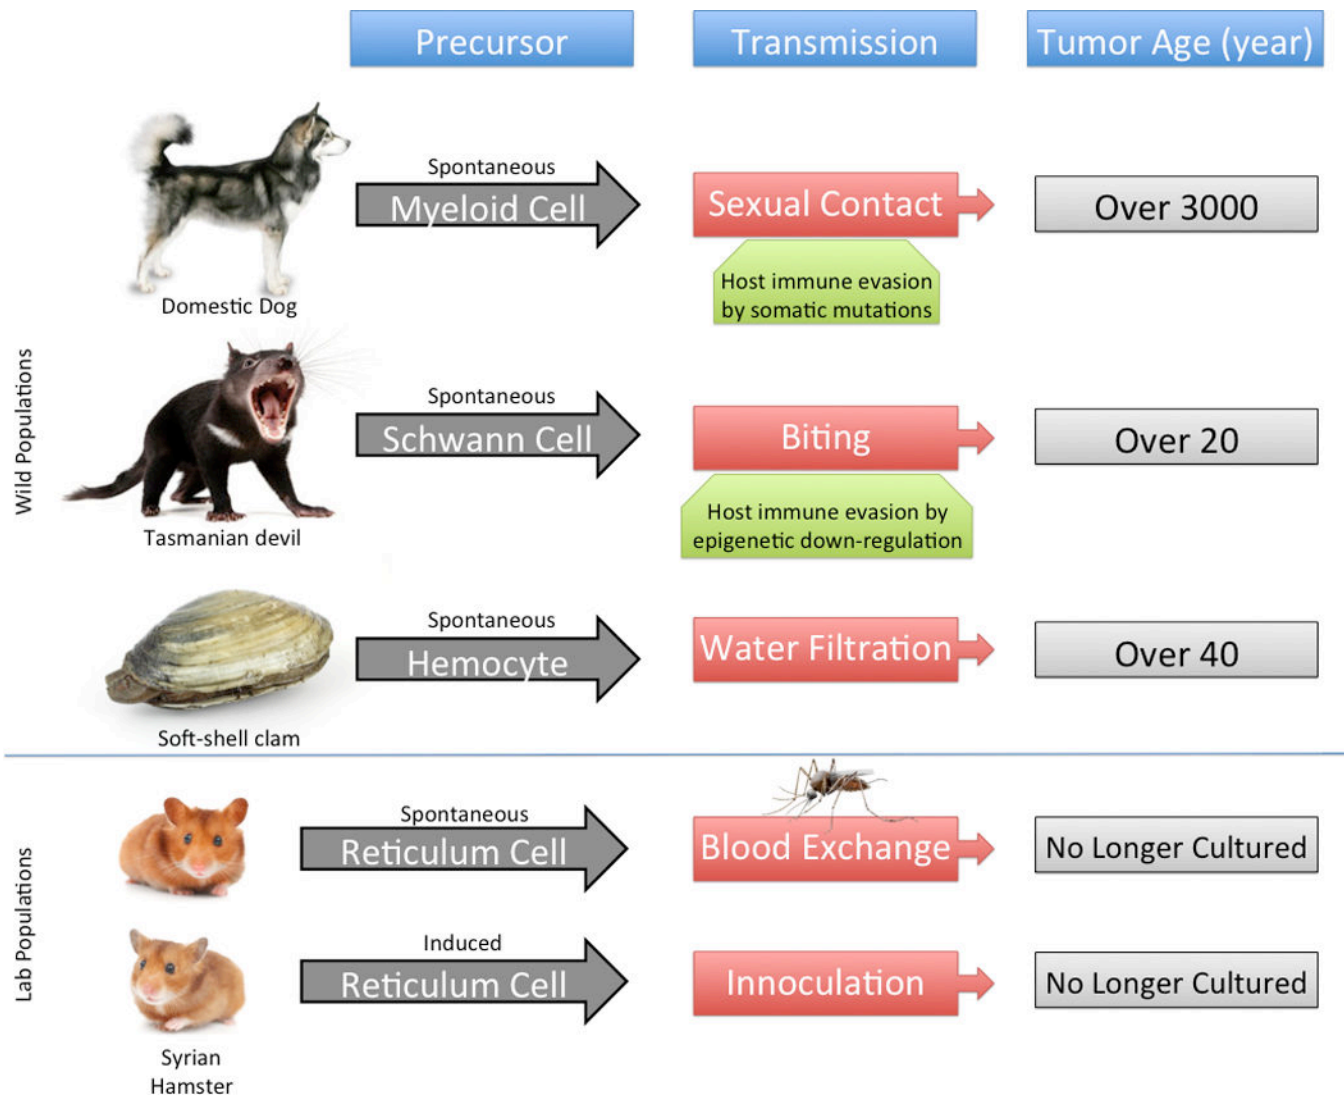 Precursor
Transmission
Tumor Age (year)
Wild Populations
Spontaneous
Myeloid Cell
Sexual Contact
Over 3000
Host immune evasion
by somatic mutations
Domestic Dog
Spontaneous
Schwann Cell
Biting
Over 20
Host immune evasion by
epigenetic down-regulation
Tasmanian devil
Spontaneous
Hemocyte
Water Filtration
Over 40
Soft-shell clam
Lab Populations
Spontaneous
Reticulum Cell
Blood Exchange
No Longer Cultured
Induced
Reticulum Cell
Innoculation
No Longer Cultured
Syrian
Hamster